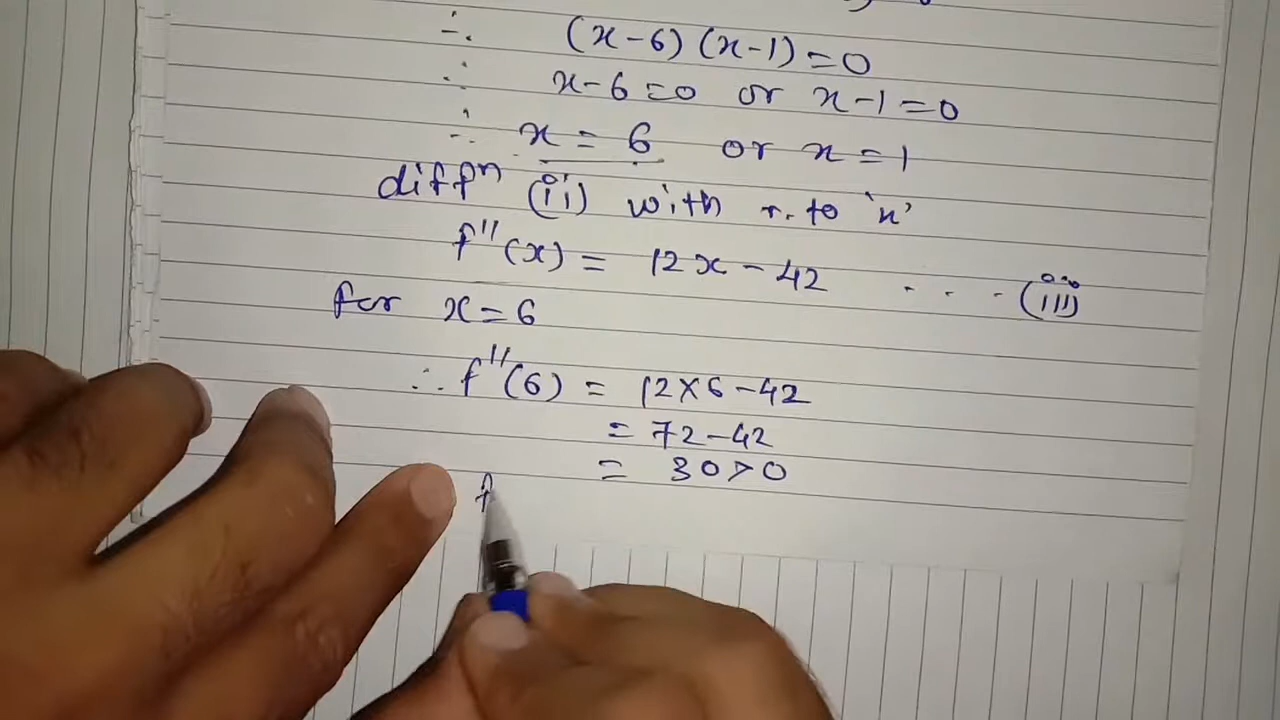 ∴ (x-6) (x-1) = 0
∴ x-6=0 or x-1=0
∴ x = 6 or x = 1
diffⁿ (ii) with r. to 'x'
f''(x) = 12x - 42 . . . (iii)
for x = 6
∴ f''(6) = 12×6-42
= 72-42
= 30>0
f